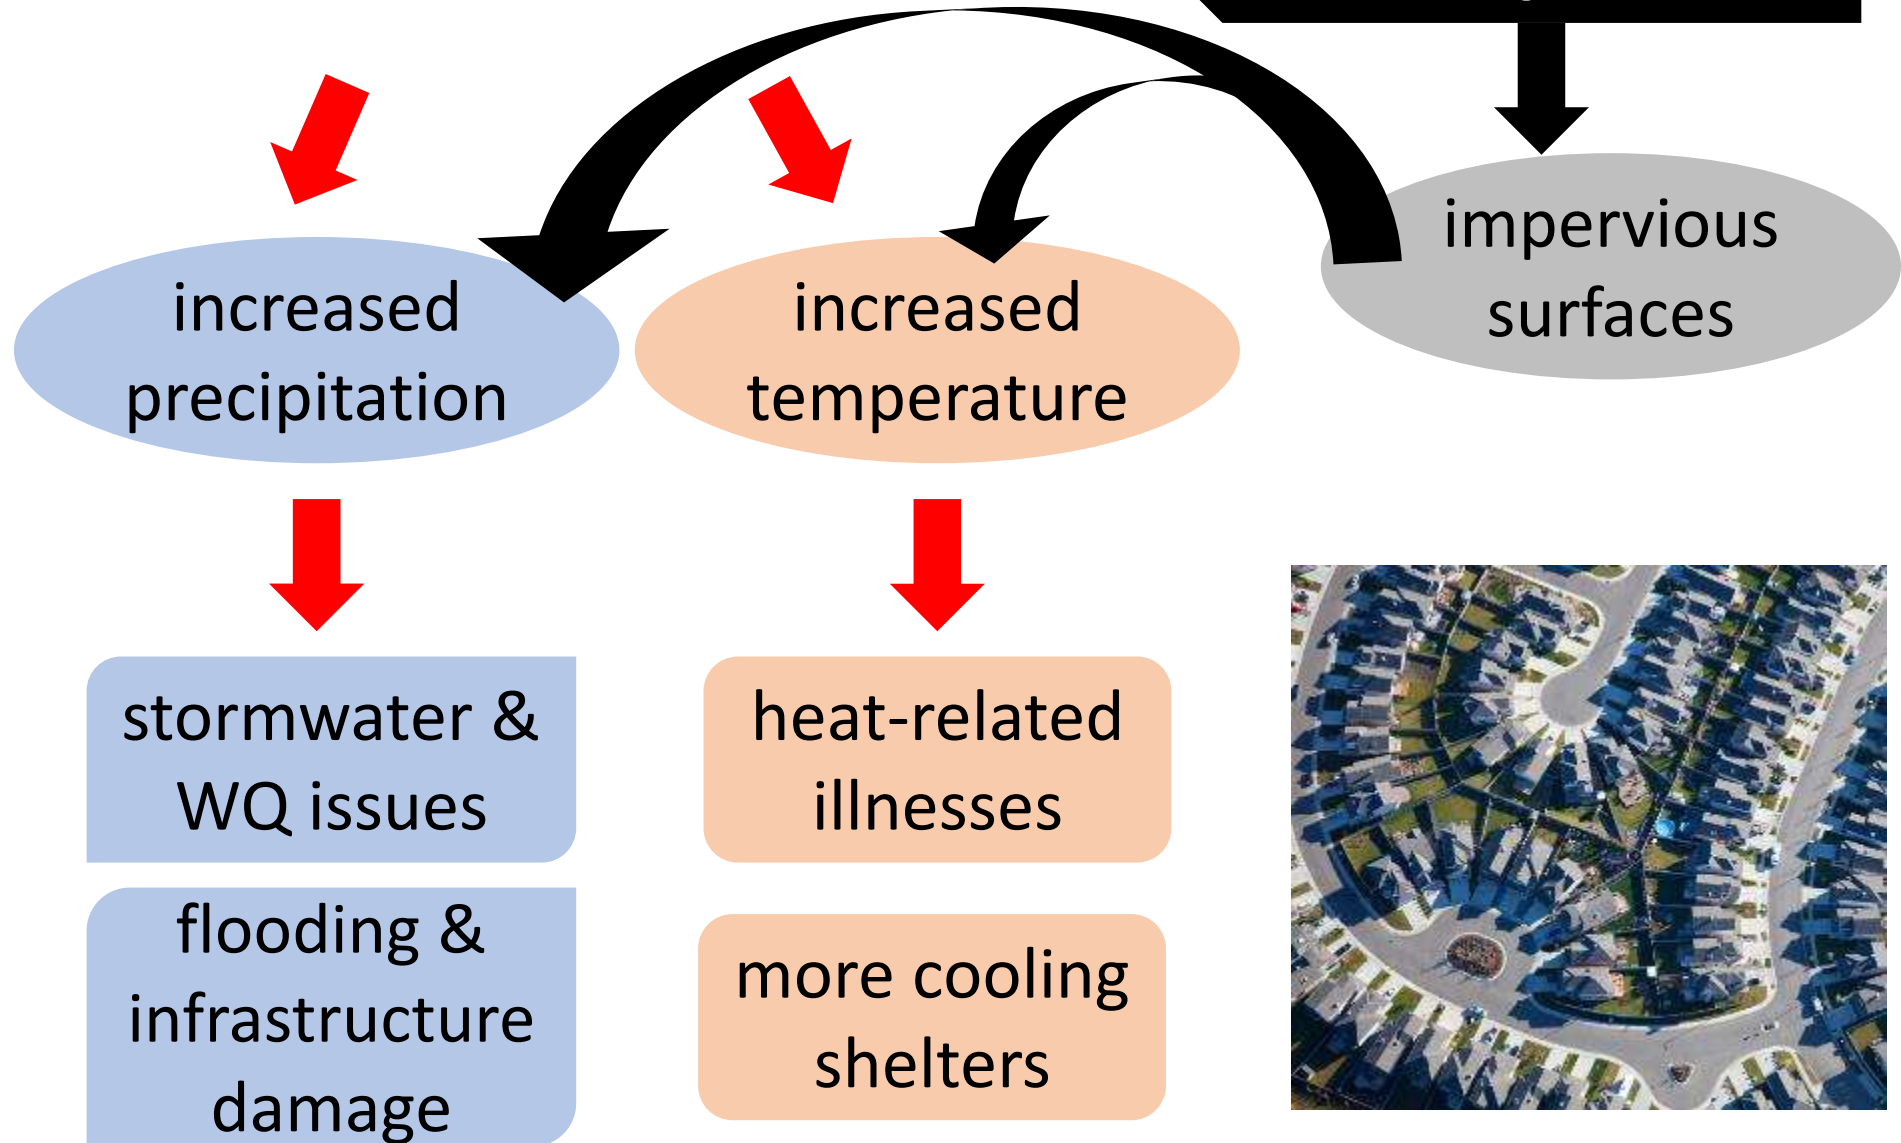 impervious
surfaces
increased
precipitation
increased
temperature
stormwater &
WQ issues
heat-related
illnesses
flooding &
infrastructure
damage
more cooling
shelters